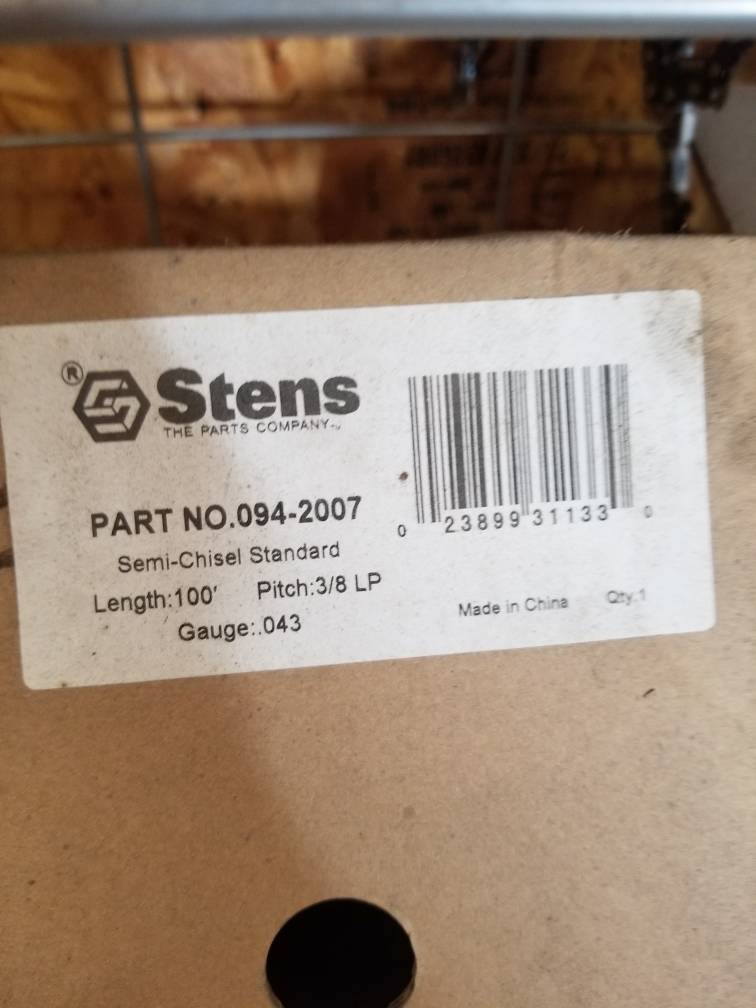 ® Stens
THE PARTS COMPANY
PART NO.094-2007
Semi-Chisel Standard
Length:100' Pitch:3/8 LP
Gauge:.043
0 23899 31133 0
Made in China Qty.1